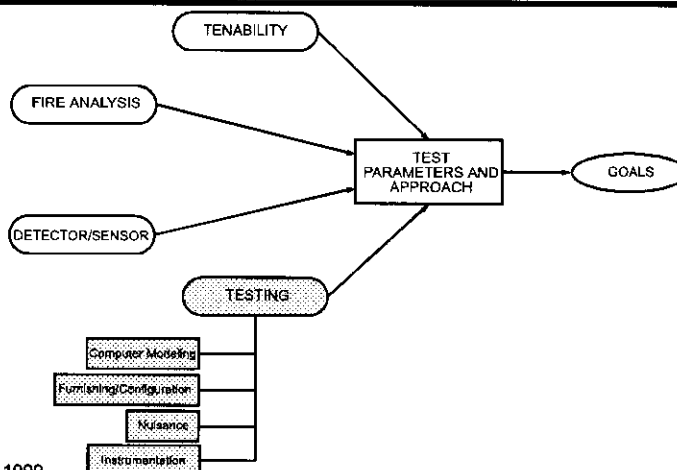 TENABILITY
FIRE ANALYSIS
TEST
PARAMETERS AND
APPROACH
GOALS
DETECTOR/SENSOR
TESTING
Computer Modeling
Furnishing/Configuration
Nuisance
Instrumentation